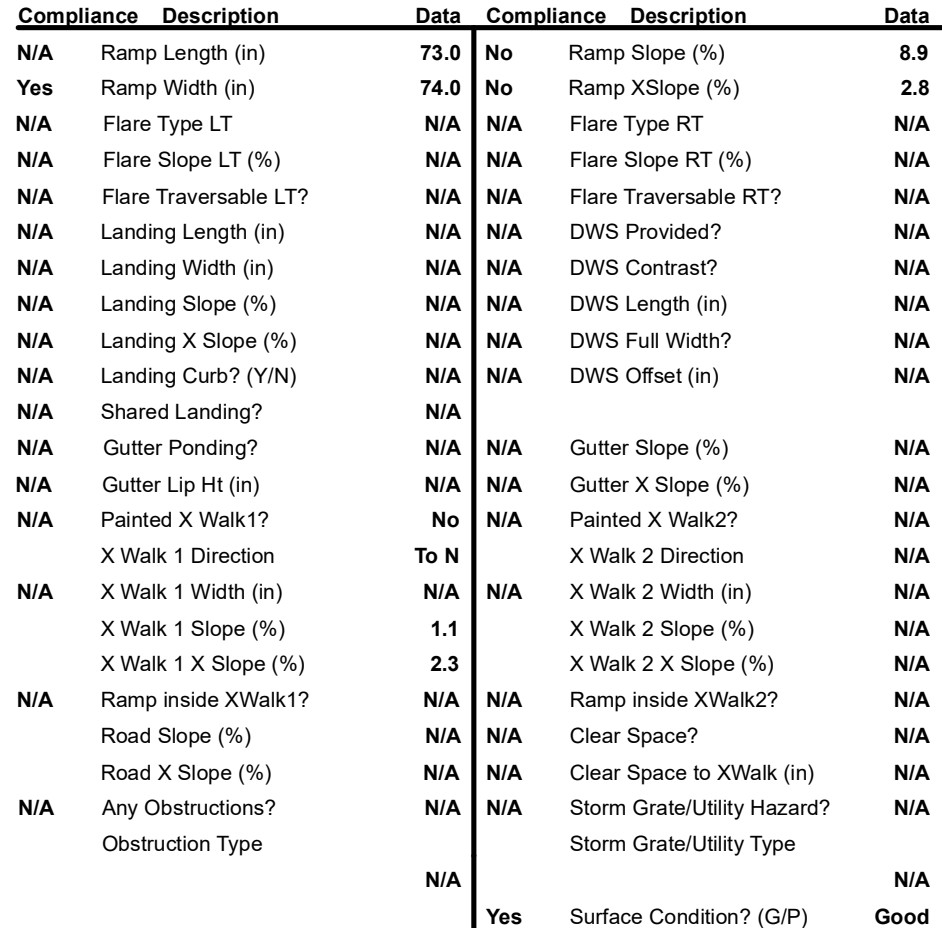 Compliance Description Data Compliance Description Data
N/A Ramp Length (in) 73.0 No Ramp Slope (%) 8.9
Yes Ramp Width (in) 74.0 No Ramp XSlope (%) 2.8
N/A Flare Type LT N/A N/A Flare Type RT N/A
N/A Flare Slope LT (%) N/A N/A Flare Slope RT (%) N/A
N/A Flare Traversable LT? N/A N/A Flare Traversable RT? N/A
N/A Landing Length (in) N/A N/A DWS Provided? N/A
N/A Landing Width (in) N/A N/A DWS Contrast? N/A
N/A Landing Slope (%) N/A N/A DWS Length (in) N/A
N/A Landing X Slope (%) N/A N/A DWS Full Width? N/A
N/A Landing Curb? (Y/N) N/A N/A DWS Offset (in) N/A
N/A Shared Landing? N/A
N/A Gutter Ponding? N/A N/A Gutter Slope (%) N/A
N/A Gutter Lip Ht (in) N/A N/A Gutter X Slope (%) N/A
N/A Painted X Walk1? No N/A Painted X Walk2? N/A
X Walk 1 Direction To N X Walk 2 Direction N/A
N/A X Walk 1 Width (in) N/A N/A X Walk 2 Width (in) N/A
X Walk 1 Slope (%) 1.1 X Walk 2 Slope (%) N/A
X Walk 1 X Slope (%) 2.3 X Walk 2 X Slope (%) N/A
N/A Ramp inside XWalk1? N/A N/A Ramp inside XWalk2? N/A
Road Slope (%) N/A N/A Clear Space? N/A
Road X Slope (%) N/A N/A Clear Space to XWalk (in) N/A
N/A Any Obstructions? N/A N/A Storm Grate/Utility Hazard? N/A
Obstruction Type Storm Grate/Utility Type
N/A N/A
Yes Surface Condition? (G/P) Good